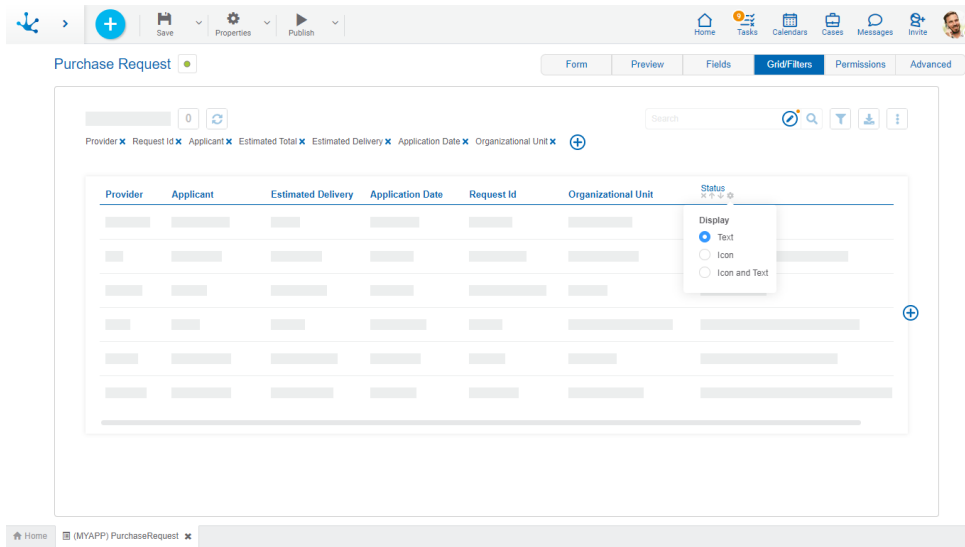 Save Properties Publish Home 9 Tasks Calendars Cases Messages Invite
Purchase Request Form Preview Fields Grid/Filters Permissions Advanced
0 Search
Provider Request Id Applicant Estimated Total Estimated Delivery Application Date Organizational Unit
Provider Applicant Estimated Delivery Application Date Request Id Organizational Unit Status
Display
Text
Icon
Icon and Text
Home (MYAPP) PurchaseRequest